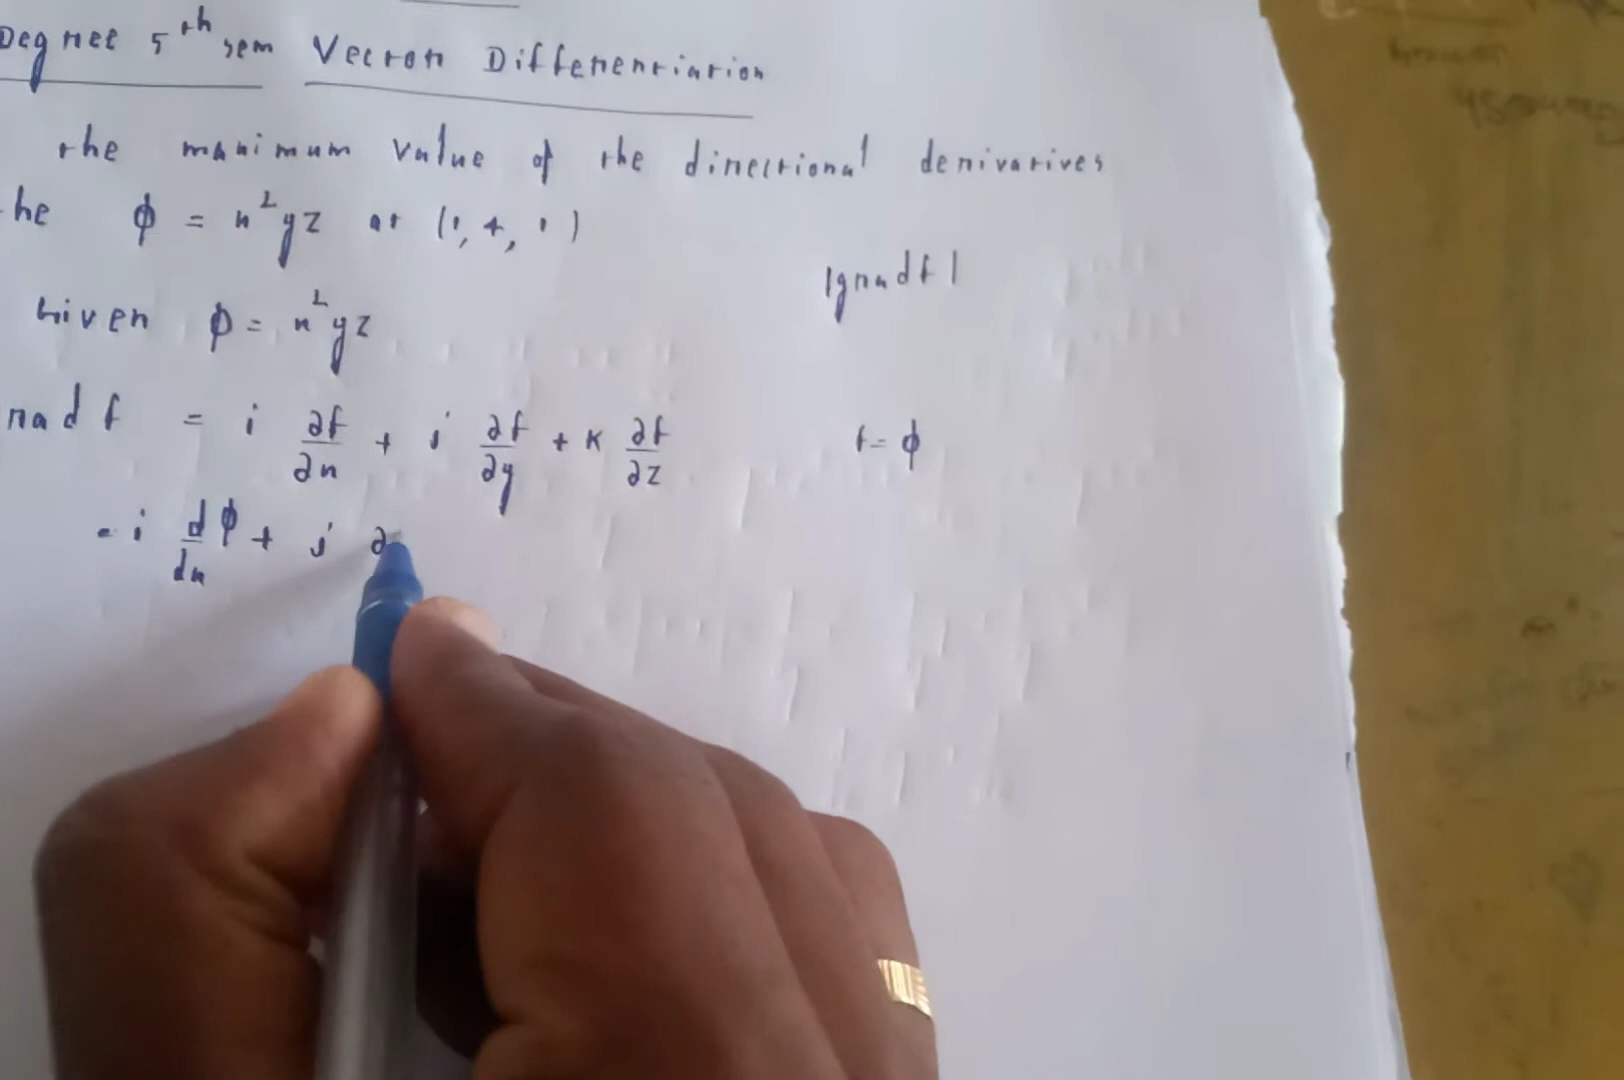 Degree 5th sem Vector Differentiation
the maximum value of the directional derivatives
he ϕ = x²yz at (1, 4, 1)
|grad f|
Given ϕ = x²yz
rad f = i ∂f/∂x + j ∂f/∂y + K ∂f/∂z
f = ϕ
= i d/dx ϕ + j ∂